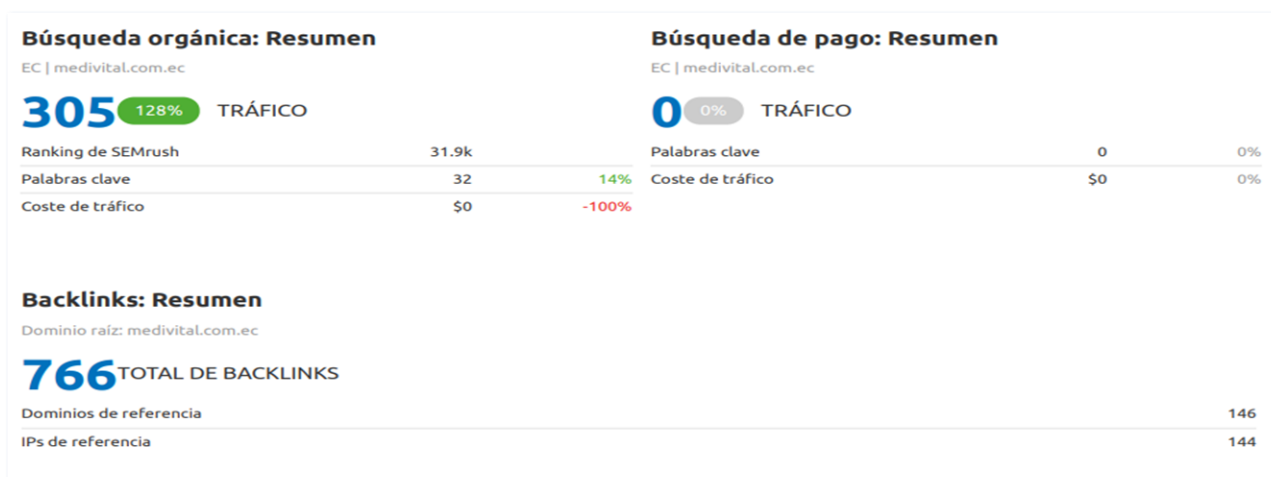 Búsqueda orgánica: Resumen
EC | medivital.com.ec
305 128% TRÁFICO
Ranking de SEMrush 31.9k
Palabras clave 32 14%
Coste de tráfico $0 -100%
Búsqueda de pago: Resumen
EC | medivital.com.ec
0 0% TRÁFICO
Palabras clave 0 0%
Coste de tráfico $0 0%
Backlinks: Resumen
Dominio raíz: medivital.com.ec
766 TOTAL DE BACKLINKS
Dominios de referencia 146
IPs de referencia 144